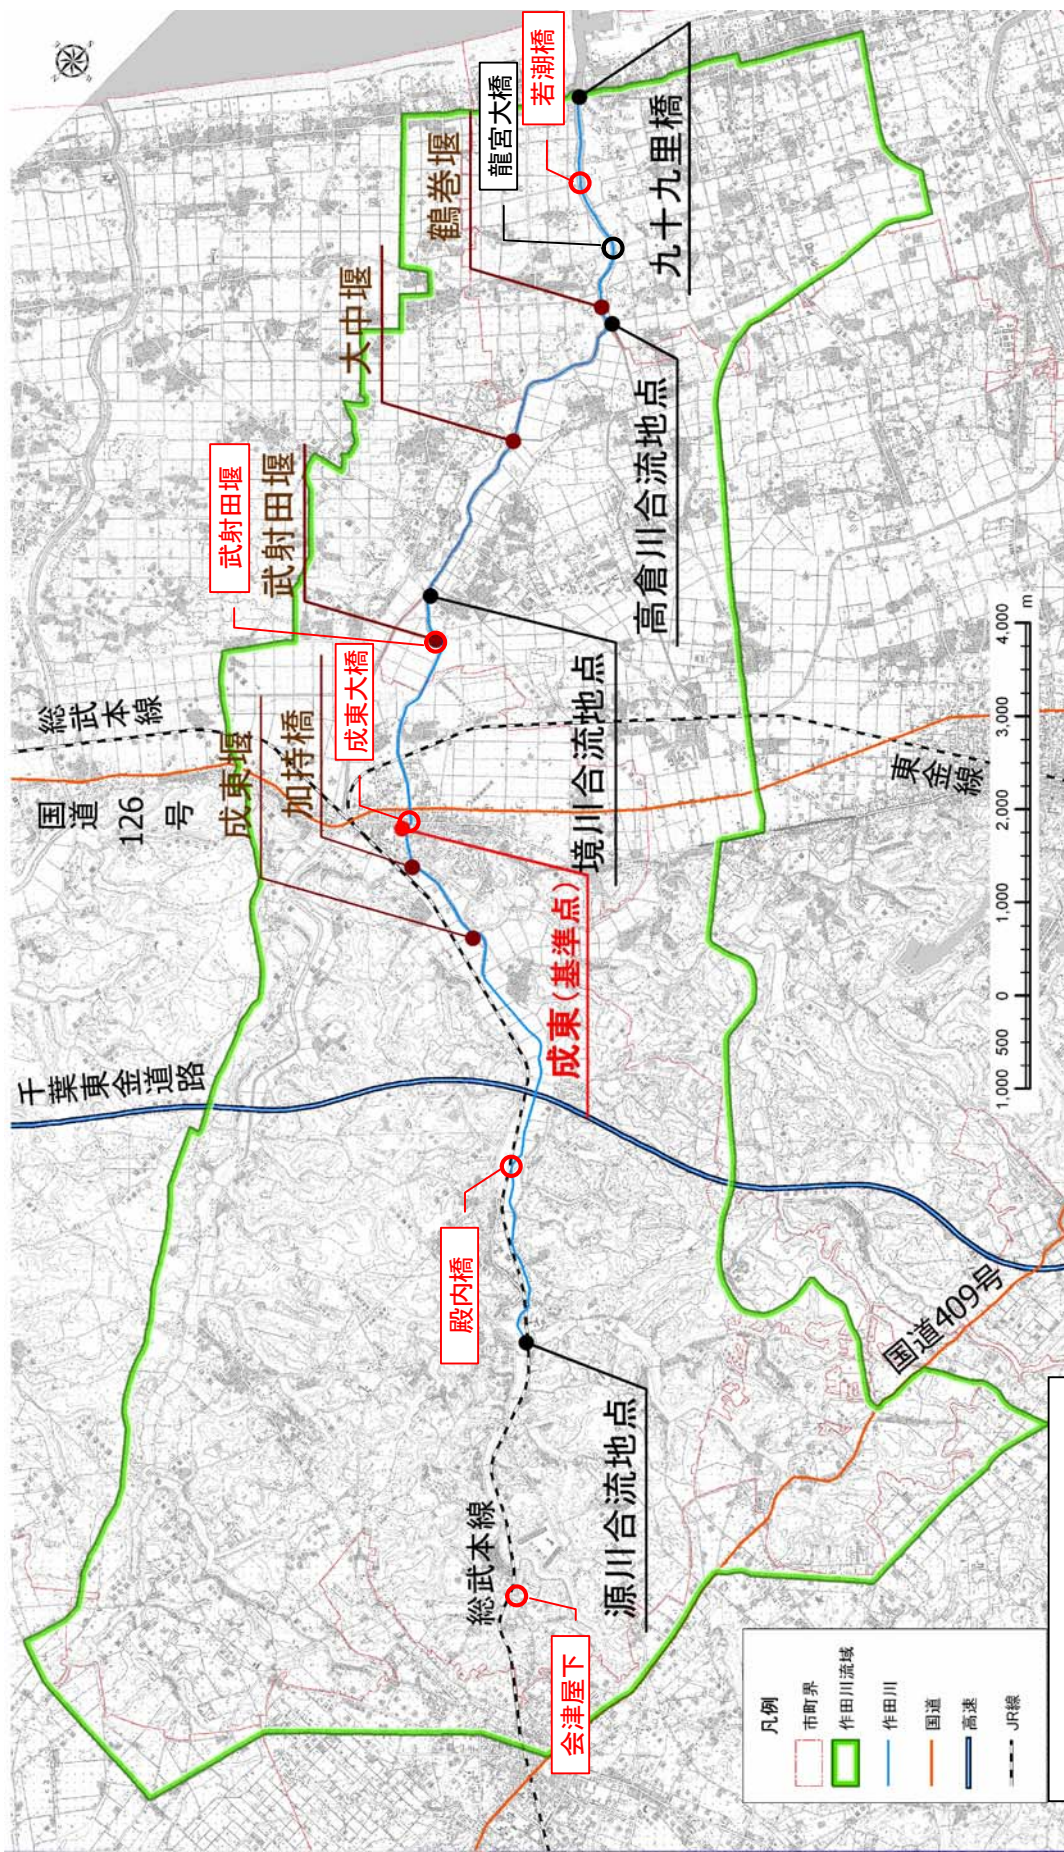 会津屋下
総武本線
源川合流地点
殿内橋
千葉東金道路
国道409号
成東（基準点）
成東堰
加持橋
国道126号
総武本線
成東大橋
武射田堰
武射田堰
境川合流地点
東金線
大中堰
高倉川合流地点
鶴巻堰
龍宮大橋
若潮橋
九十九里橋
凡例
市町界
作田川流域
作田川
国道
高速
JR線
1,000 500 0 1,000 2,000 3,000 4,000
m